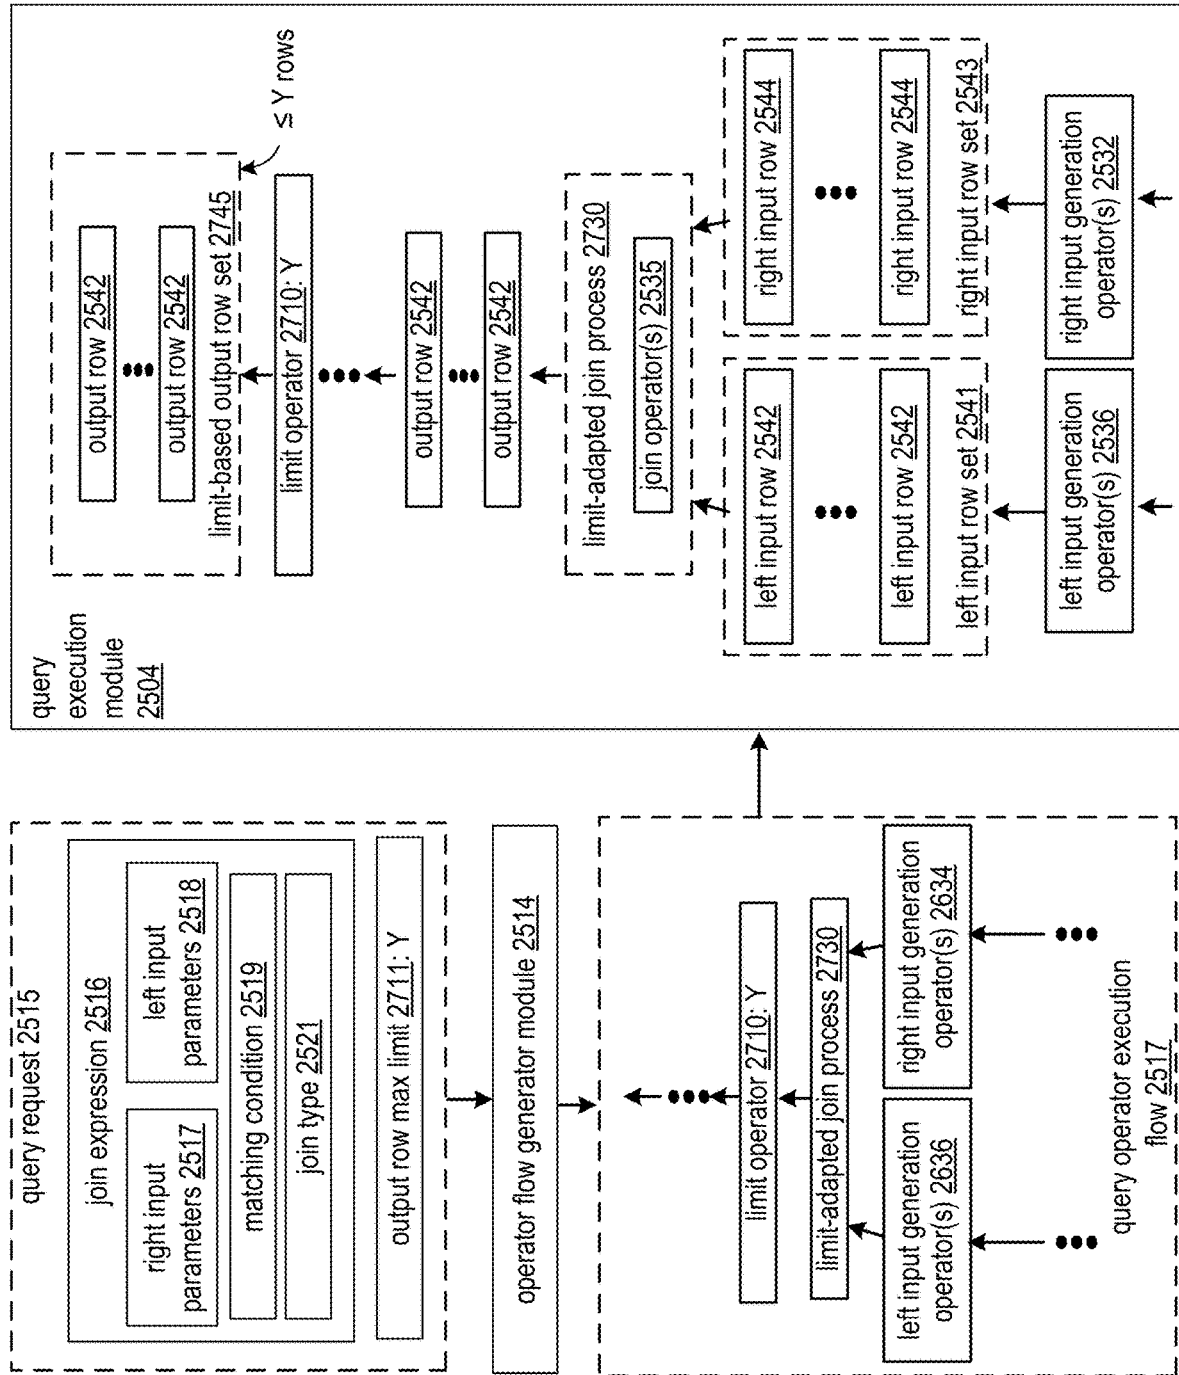 query request 2515
join expression 2516
right input
parameters 2517
left input
parameters 2518
matching condition 2519
join type 2521
output row max limit 2711: Y
operator flow generator module 2514
limit operator 2710: Y
limit-adapted join process 2730
left input generation
operator(s) 2636
right input generation
operator(s) 2634
query operator execution
flow 2517
query
execution
module
2504
output row 2542
output row 2542
limit-based output row set 2745
≤ Y rows
limit operator 2710: Y
output row 2542
output row 2542
limit-adapted join process 2730
join operator(s) 2535
left input row 2542
left input row 2542
left input row set 2541
right input row 2544
right input row 2544
right input row set 2543
left input generation
operator(s) 2536
right input generation
operator(s) 2532